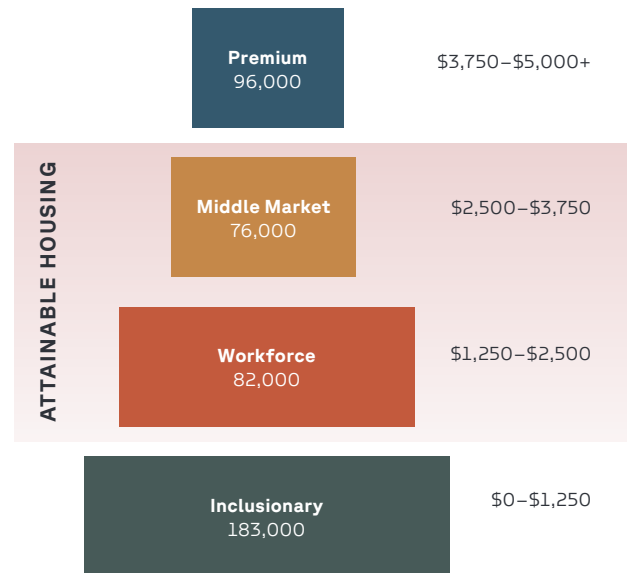 Premium
96,000
$3,750–$5,000+
ATTAINABLE HOUSING
Middle Market
76,000
$2,500–$3,750
Workforce
82,000
$1,250–$2,500
Inclusionary
183,000
$0–$1,250